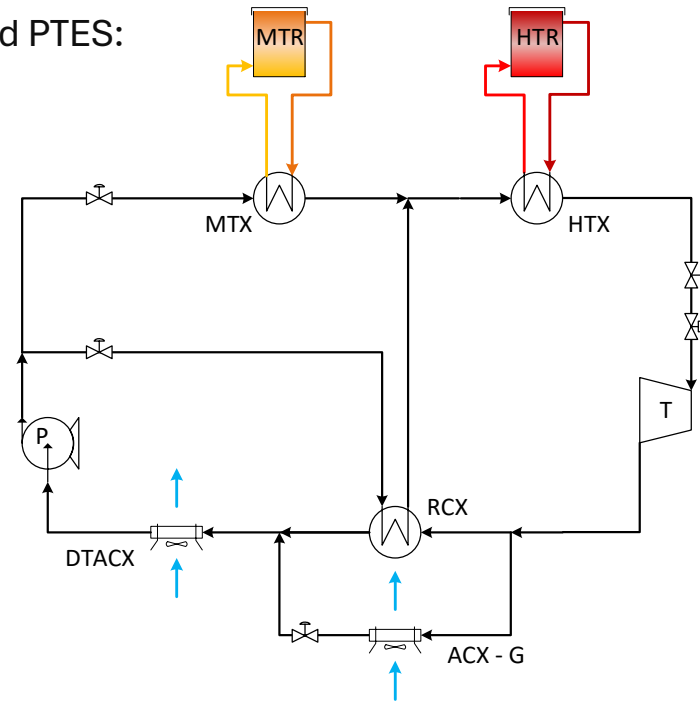 d PTES:
MTR
HTR
MTX
HTX
T
P
RCX
DTACX
ACX - G